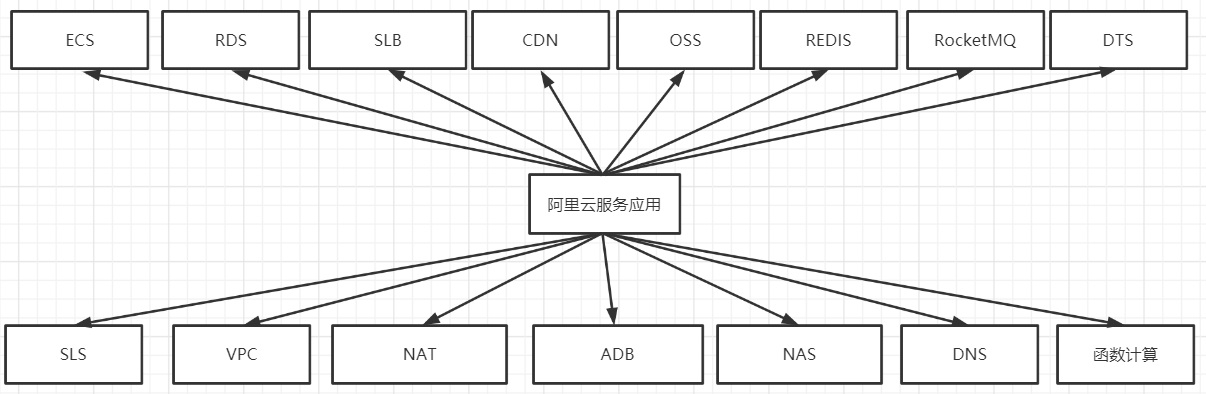 ECS
RDS
SLB
CDN
OSS
REDIS
RocketMQ
DTS
阿里云服务应用
SLS
VPC
NAT
ADB
NAS
DNS
函数计算